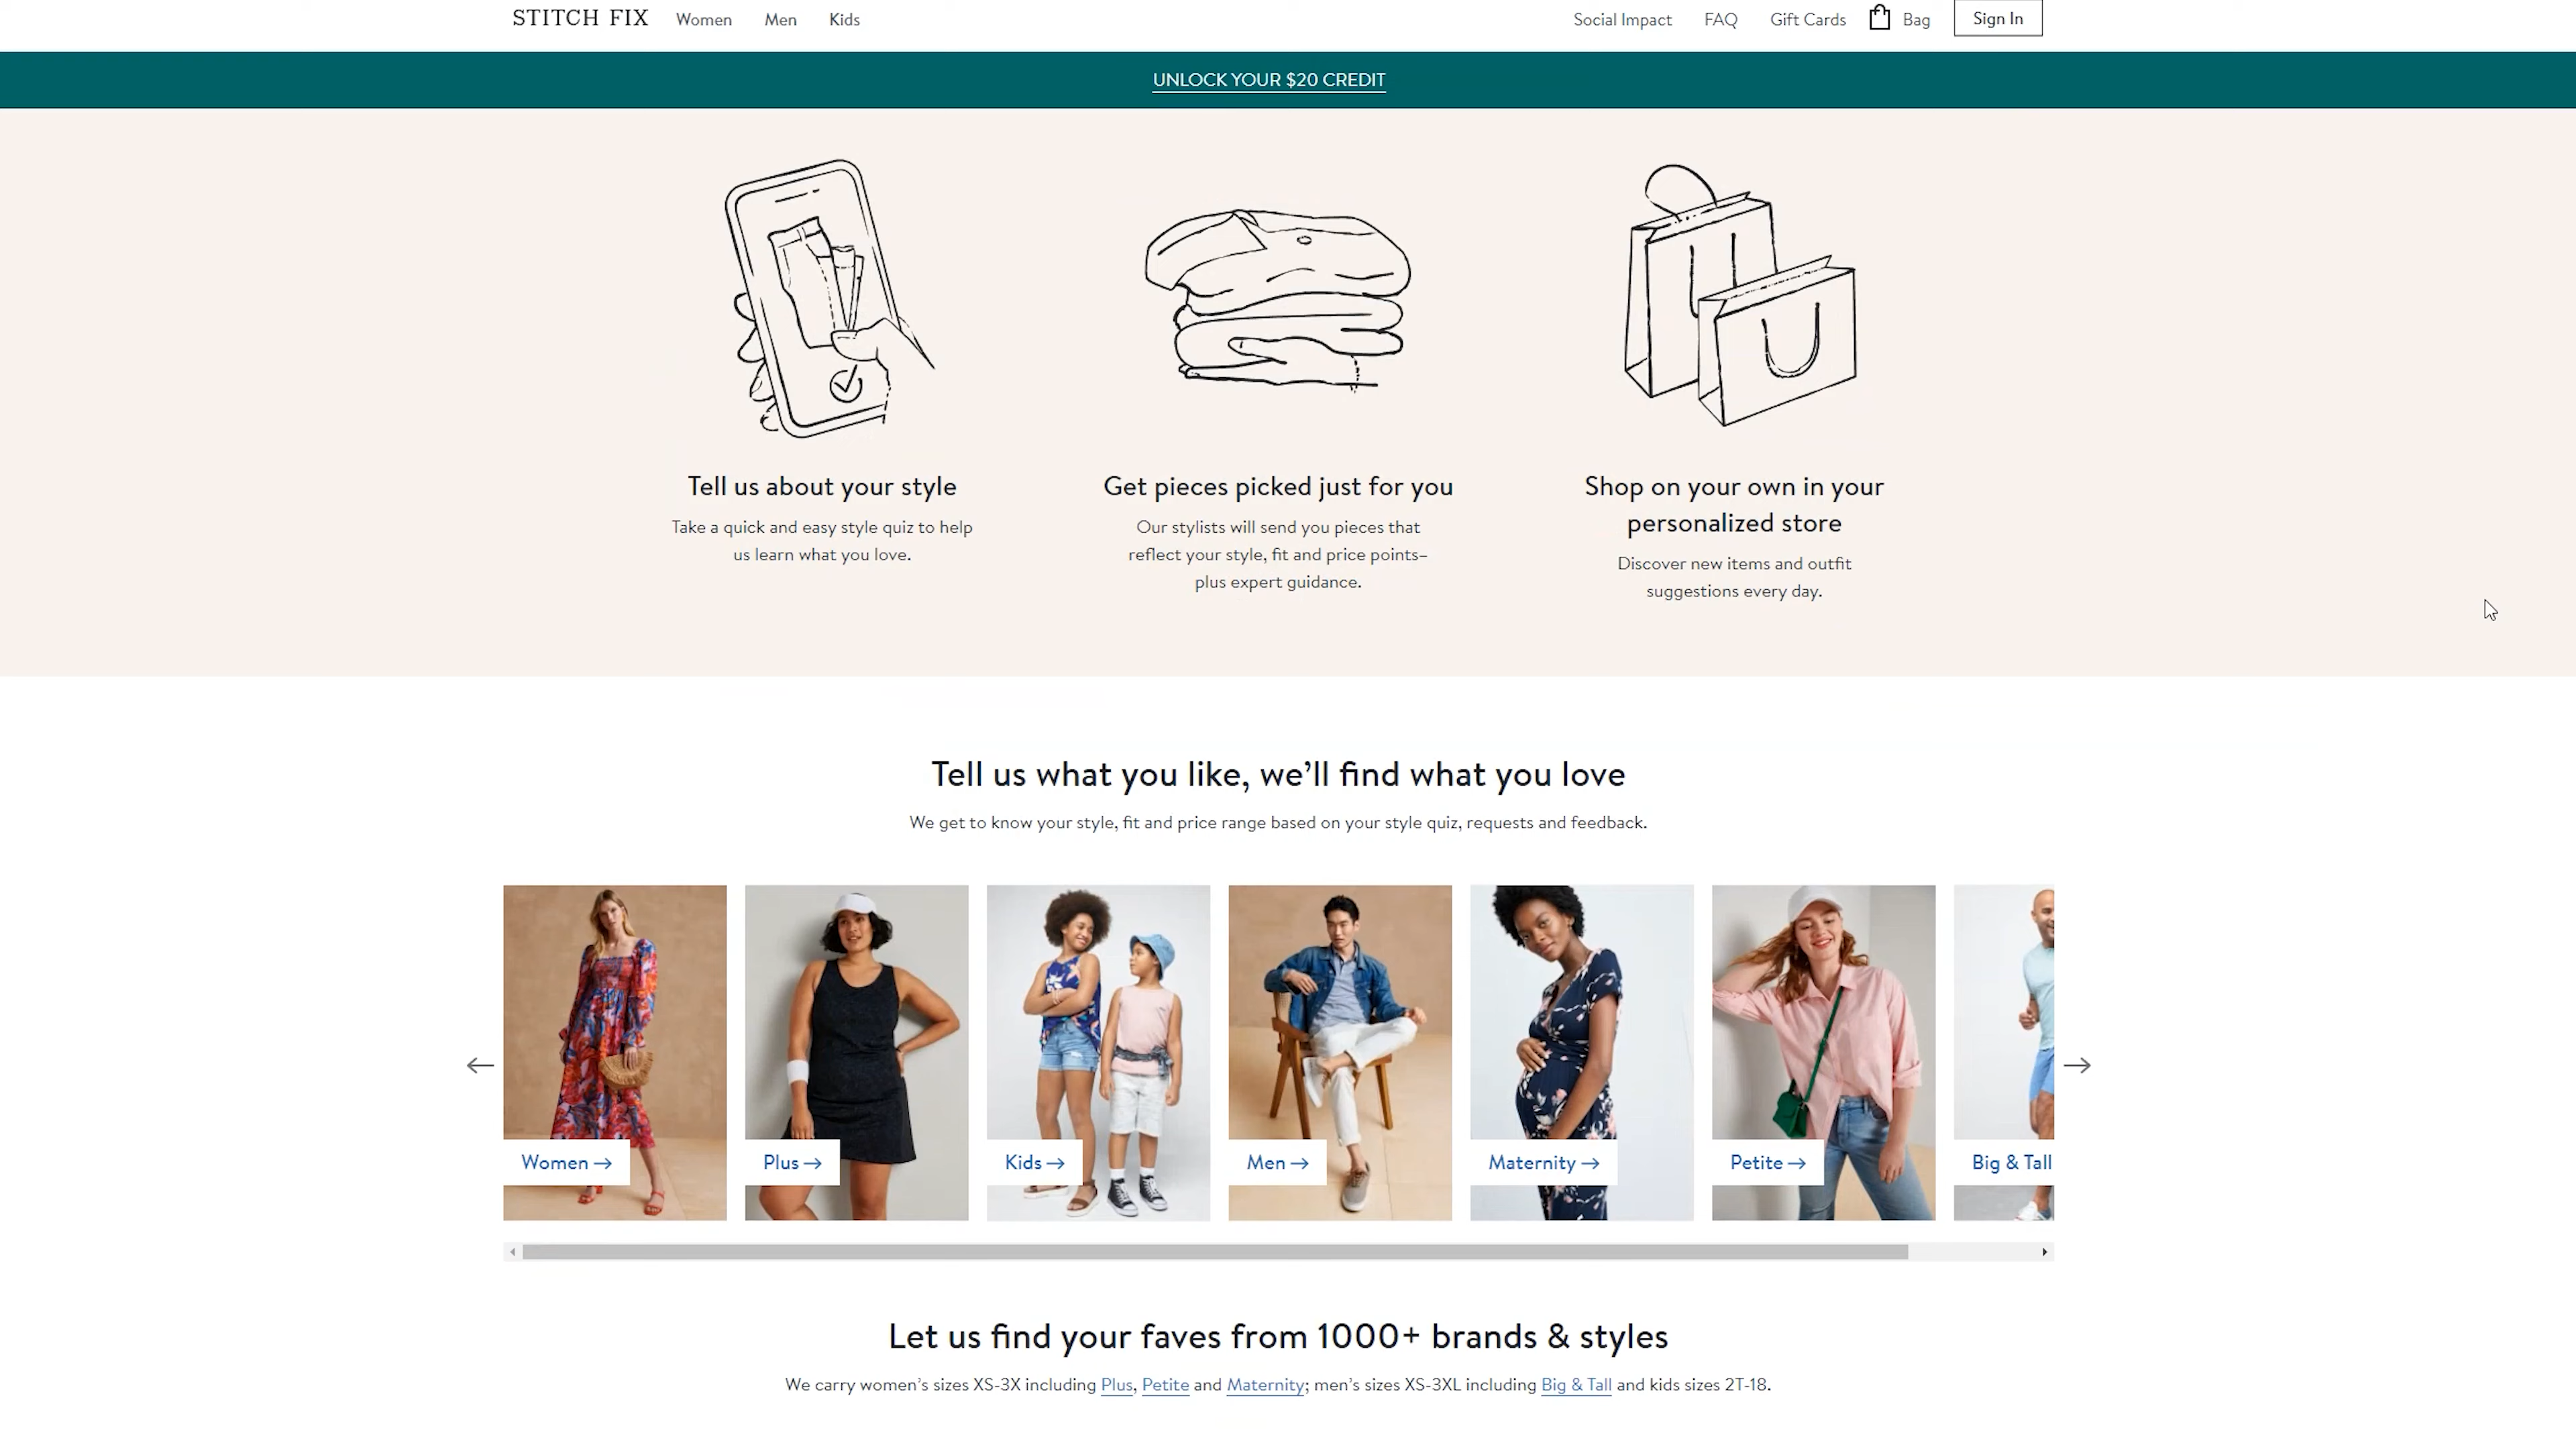 STITCH FIX Women Men Kids Social Impact FAQ Gift Cards Bag Sign In
UNLOCK YOUR $20 CREDIT
Tell us about your style
Take a quick and easy style quiz to help
us learn what you love.
Get pieces picked just for you
Our stylists will send you pieces that
reflect your style, fit and price points–
plus expert guidance.
Shop on your own in your
personalized store
Discover new items and outfit
suggestions every day.
Tell us what you like, we’ll find what you love
We get to know your style, fit and price range based on your style quiz, requests and feedback.
Women →
Plus →
Kids →
Men →
Maternity →
Petite →
Big & Tall
Let us find your faves from 1000+ brands & styles
We carry women’s sizes XS-3X including Plus, Petite and Maternity; men’s sizes XS-3XL including Big & Tall and kids sizes 2T-18.